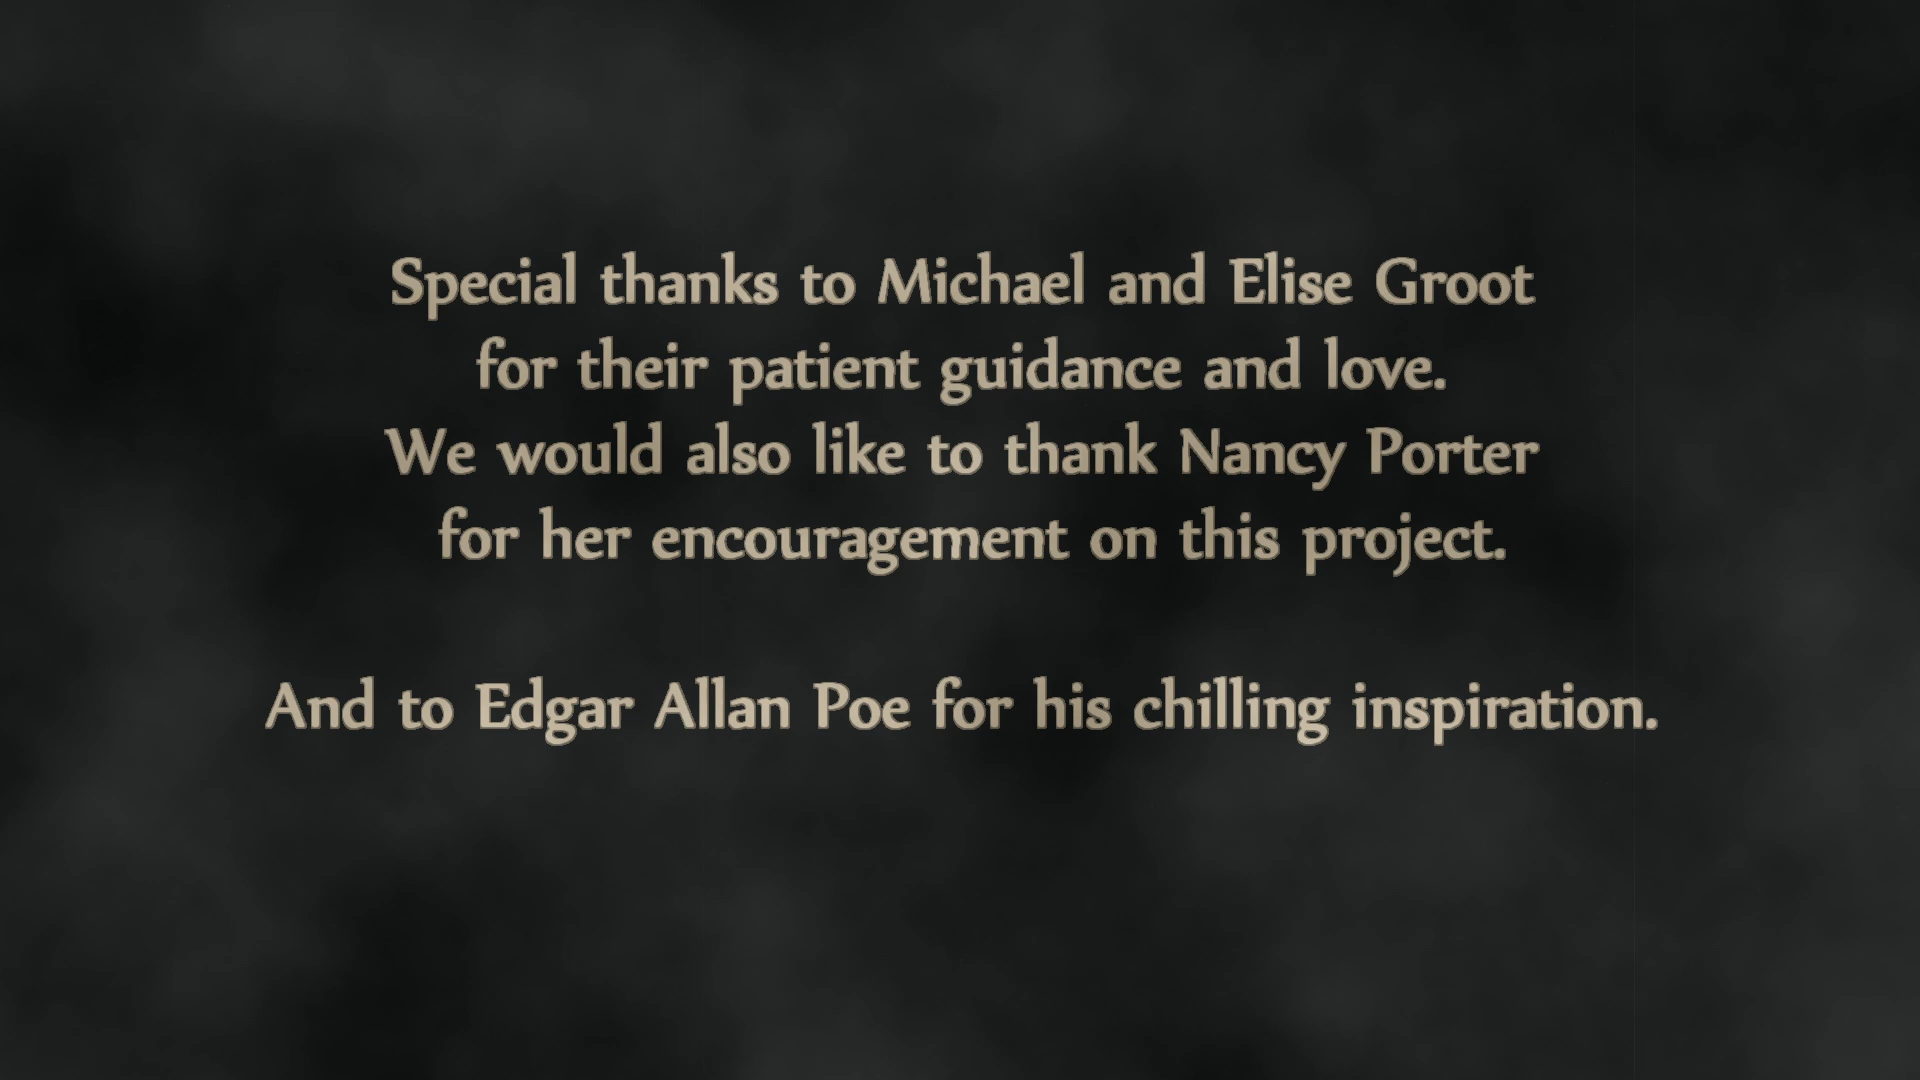 Special thanks to Michael and Elise Groot
for their patient guidance and love.
We would also like to thank Nancy Porter
for her encouragement on this project.
And to Edgar Allan Poe for his chilling inspiration.